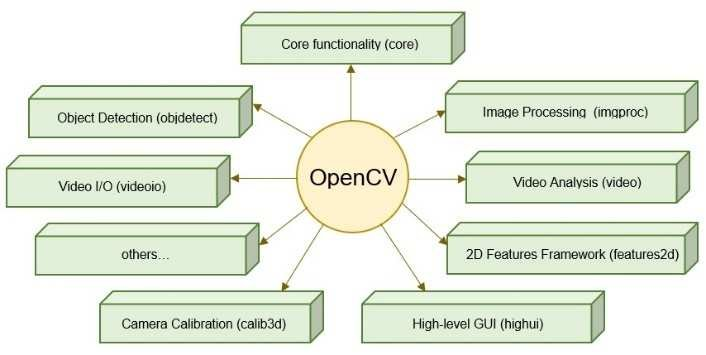 Core functionality (core)
Object Detection (objdetect)
Image Processing (imgproc)
OpenCV
Video I/O (videoio)
Video Analysis (video)
others...
2D Features Framework (features2d)
Camera Calibration (calib3d)
High-level GUI (highui)